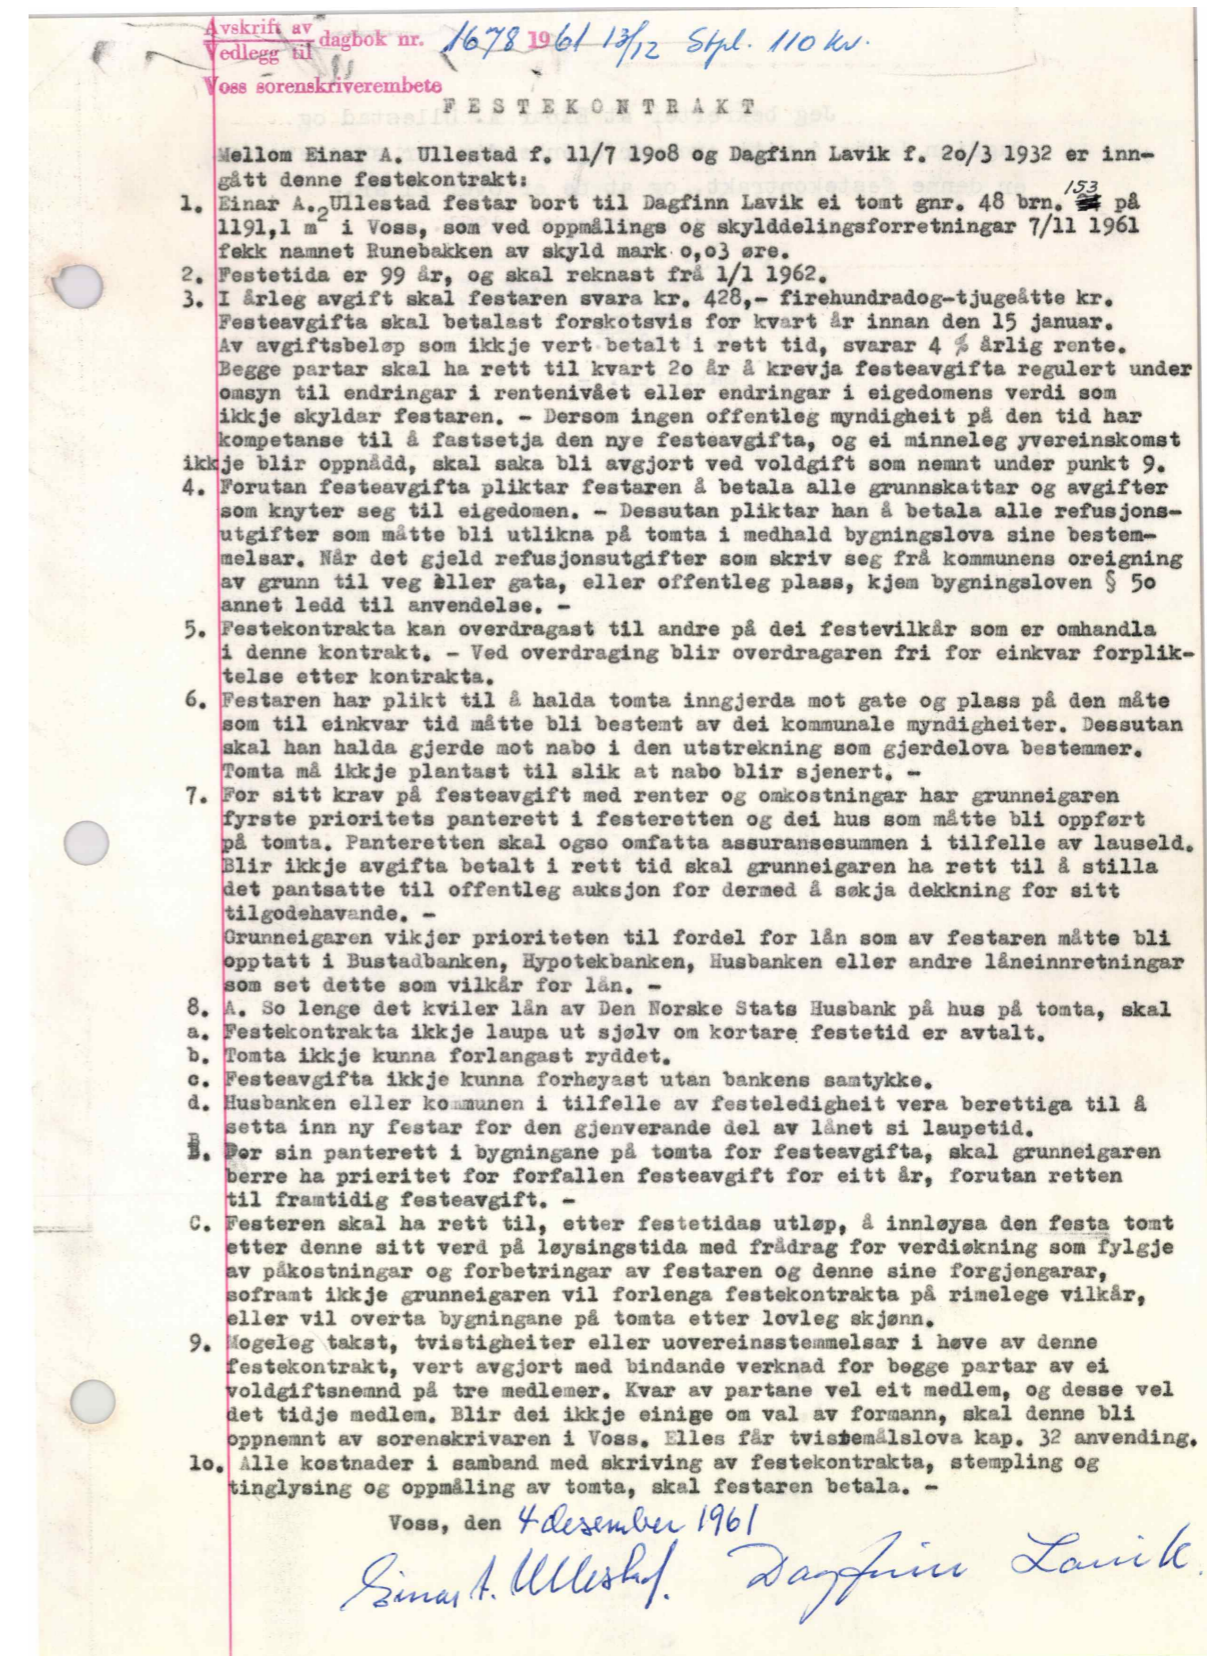 Avskrift av
Vedlegg til dagbok nr. 1678 1961 13/12 Stpl. 110 kr.
Voss sorenskriverembete
FESTEKONTRAKT
Mellom Einar A. Ullestad f. 11/7 19o8 og Dagfinn Lavik f. 2o/3 1932 er inn-
gått denne festekontrakt:
153
1. Einar A. Ullestad festar bort til Dagfinn Lavik ei tomt gnr. 48 brn. på
1191,1 m2 i Voss, som ved oppmålings og skylddelingsforretningar 7/11 1961
fekk namnet Runebakken av skyld mark o,o3 øre.
2. Festetida er 99 år, og skal reknast frå 1/1 1962.
3. I årleg avgift skal festaren svara kr. 428,- firehundradog-tjugeåtte kr.
Festeavgifta skal betalast forskotsvis for kvart år innan den 15 januar.
Av avgiftsbeløp som ikkje vert betalt i rett tid, svarar 4 % årlig rente.
Begge partar skal ha rett til kvart 2o år å krevja festeavgifta regulert under
omsyn til endringar i rentenivået eller endringar i eigedomens verdi som
ikkje skyldar festaren. - Dersom ingen offentleg myndigheit på den tid har
kompetanse til å fastsetja den nye festeavgifta, og ei minneleg yvereinskomst
ikkje blir oppnådd, skal saka bli avgjort ved voldgift som nemnt under punkt 9.
4. Forutan festeavgifta pliktar festaren å betala alle grunnskattar og avgifter
som knyter seg til eigedomen. - Dessutan pliktar han å betala alle refusjons-
utgifter som måtte bli utlikna på tomta i medhald bygningslova sine bestem-
melsar. Når det gjeld refusjonsutgifter som skriv seg frå kommunens oreigning
av grunn til veg eller gata, eller offentleg plass, kjem bygningsloven § 5o
annet ledd til anvendelse. -
5. Festekontrakta kan overdragast til andre på dei festevilkår som er omhandla
i denne kontrakt. - Ved overdraging blir overdragaren fri for einkvar forplik-
telse etter kontrakta.
6. Festaren har plikt til å halda tomta inngjerda mot gate og plass på den måte
som til einkvar tid måtte bli bestemt av dei kommunale myndigheiter. Dessutan
skal han halda gjerde mot nabo i den utstrekning som gjerdelova bestemmer.
Tomta må ikkje plantast til slik at nabo blir sjenert. -
7. For sitt krav på festeavgift med renter og omkostningar har grunneigaren
fyrste prioritets panterett i festeretten og dei hus som måtte bli oppført
på tomta. Panteretten skal ogso omfatta assuransesummen i tilfelle av lauseld.
Blir ikkje avgifta betalt i rett tid skal grunneigaren ha rett til å stilla
det pantsatte til offentleg auksjon for dermed å søkja dekkning for sitt
tilgodehavande. -
Grunneigaren vikjer prioriteten til fordel for lån som av festaren måtte bli
opptatt i Bustadbanken, Hypotekbanken, Husbanken eller andre låneinnretningar
som set dette som vilkår for lån. -
8. A. So lenge det kviler lån av Den Norske Stats Husbank på hus på tomta, skal
a. Festekontrakta ikkje laupa ut sjølv om kortare festetid er avtalt.
b. Tomta ikkje kunna forlangast ryddet.
c. Festeavgifta ikkje kunna forhøyast utan bankens samtykke.
d. Husbanken eller kommunen i tilfelle av festeledigheit vera berettiga til å
setta inn ny festar for den gjenverande del av lånet si laupetid.
B. For sin panterett i bygningane på tomta for festeavgifta, skal grunneigaren
berre ha prieritet for forfallen festeavgift for eitt år, forutan retten
til framtidig festeavgift. -
C. Festeren skal ha rett til, etter festetidas utløp, å innløysa den festa tomt
etter denne sitt verd på løysingstida med frådrag for verdiøkning som fylgje
av påkostningar og forbetringar av festaren og denne sine forgjengarar,
soframt ikkje grunneigaren vil forlenga festekontrakta på rimelege vilkår,
eller vil overta bygningane på tomta etter lovleg skjønn.
9. Mogeleg takst, tvistigheiter eller uovereinsstemmelsar i høve av denne
festekontrakt, vert avgjort med bindande verknad for begge partar av ei
voldgiftsnemnd på tre medlemer. Kvar av partane vel eit medlem, og desse vel
det tidje medlem. Blir dei ikkje einige om val av formann, skal denne bli
oppnemnt av sorenskrivaren i Voss. Elles får tvistemålslova kap. 32 anvending.
1o. Alle kostnader i samband med skriving av festekontrakta, stempling og
tinglysing og oppmåling av tomta, skal festaren betala. -
Voss, den 4 desember 1961
Einar A. Ullestad. Dagfinn Lavik.